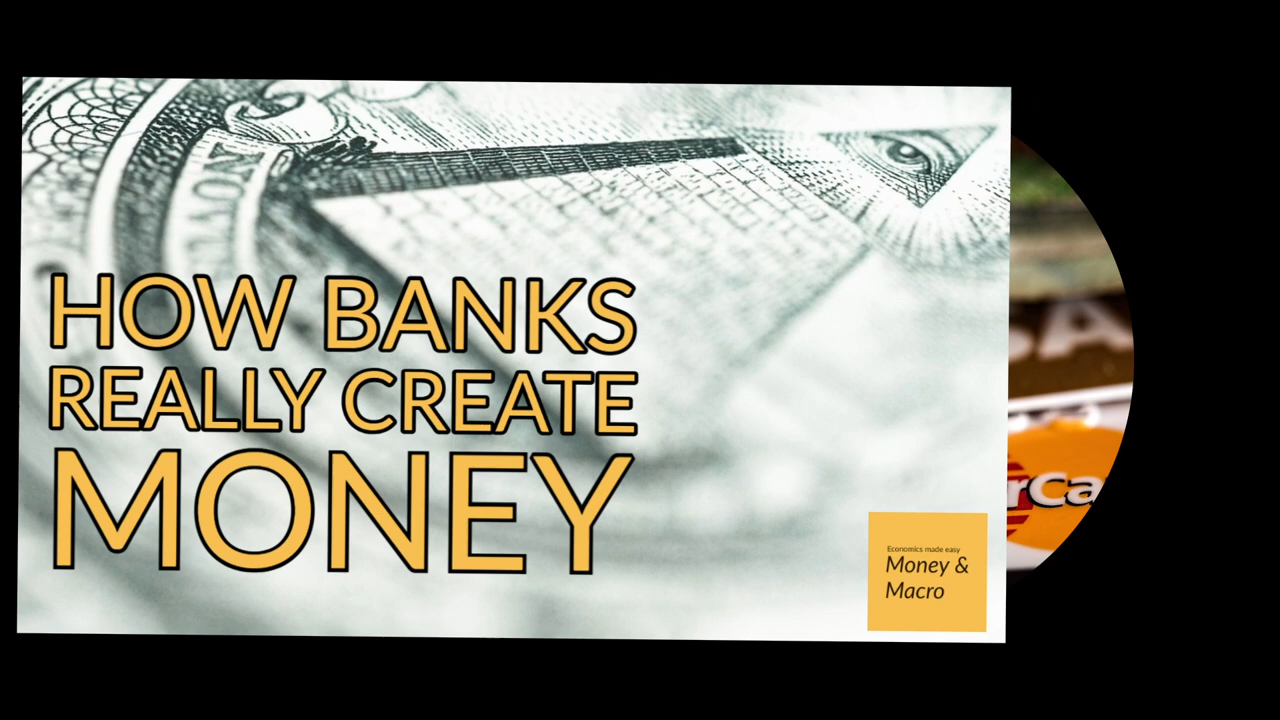 HOW BANKS
REALLY CREATE
MONEY
Economics made easy
Money &
Macro